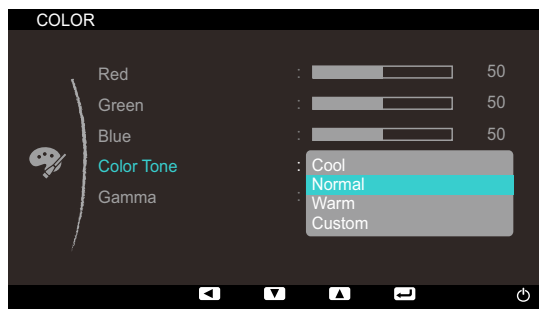 COLOR
Red : 50
Green : 50
Blue : 50
Color Tone : Cool
Normal
Warm
Custom
Gamma :